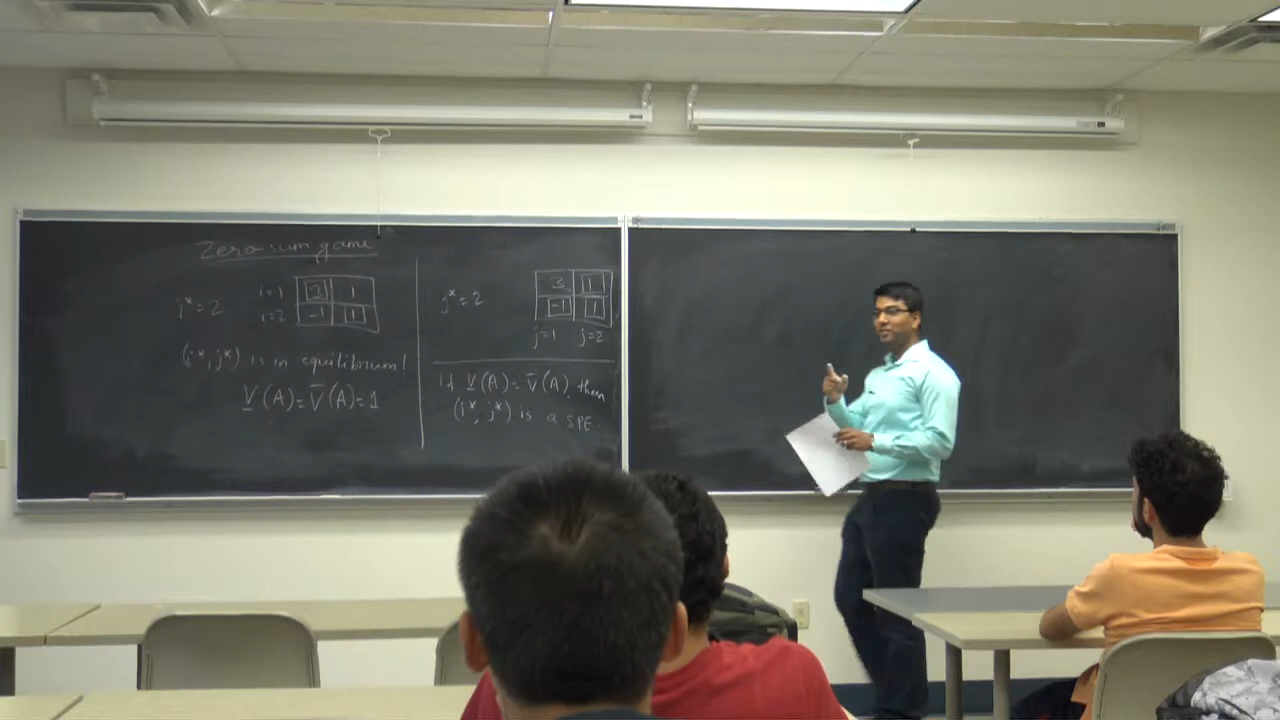 Zero sum game
i=1 3 1
i*=2
i=2 -1 1
(i*, j*) is in equilibrium!
V(A) = V̄(A) = 1
3 1
j*=2
-1 1
j=1 j=2
If V(A) = V̄(A), then
(i*, j*) is a SPE.